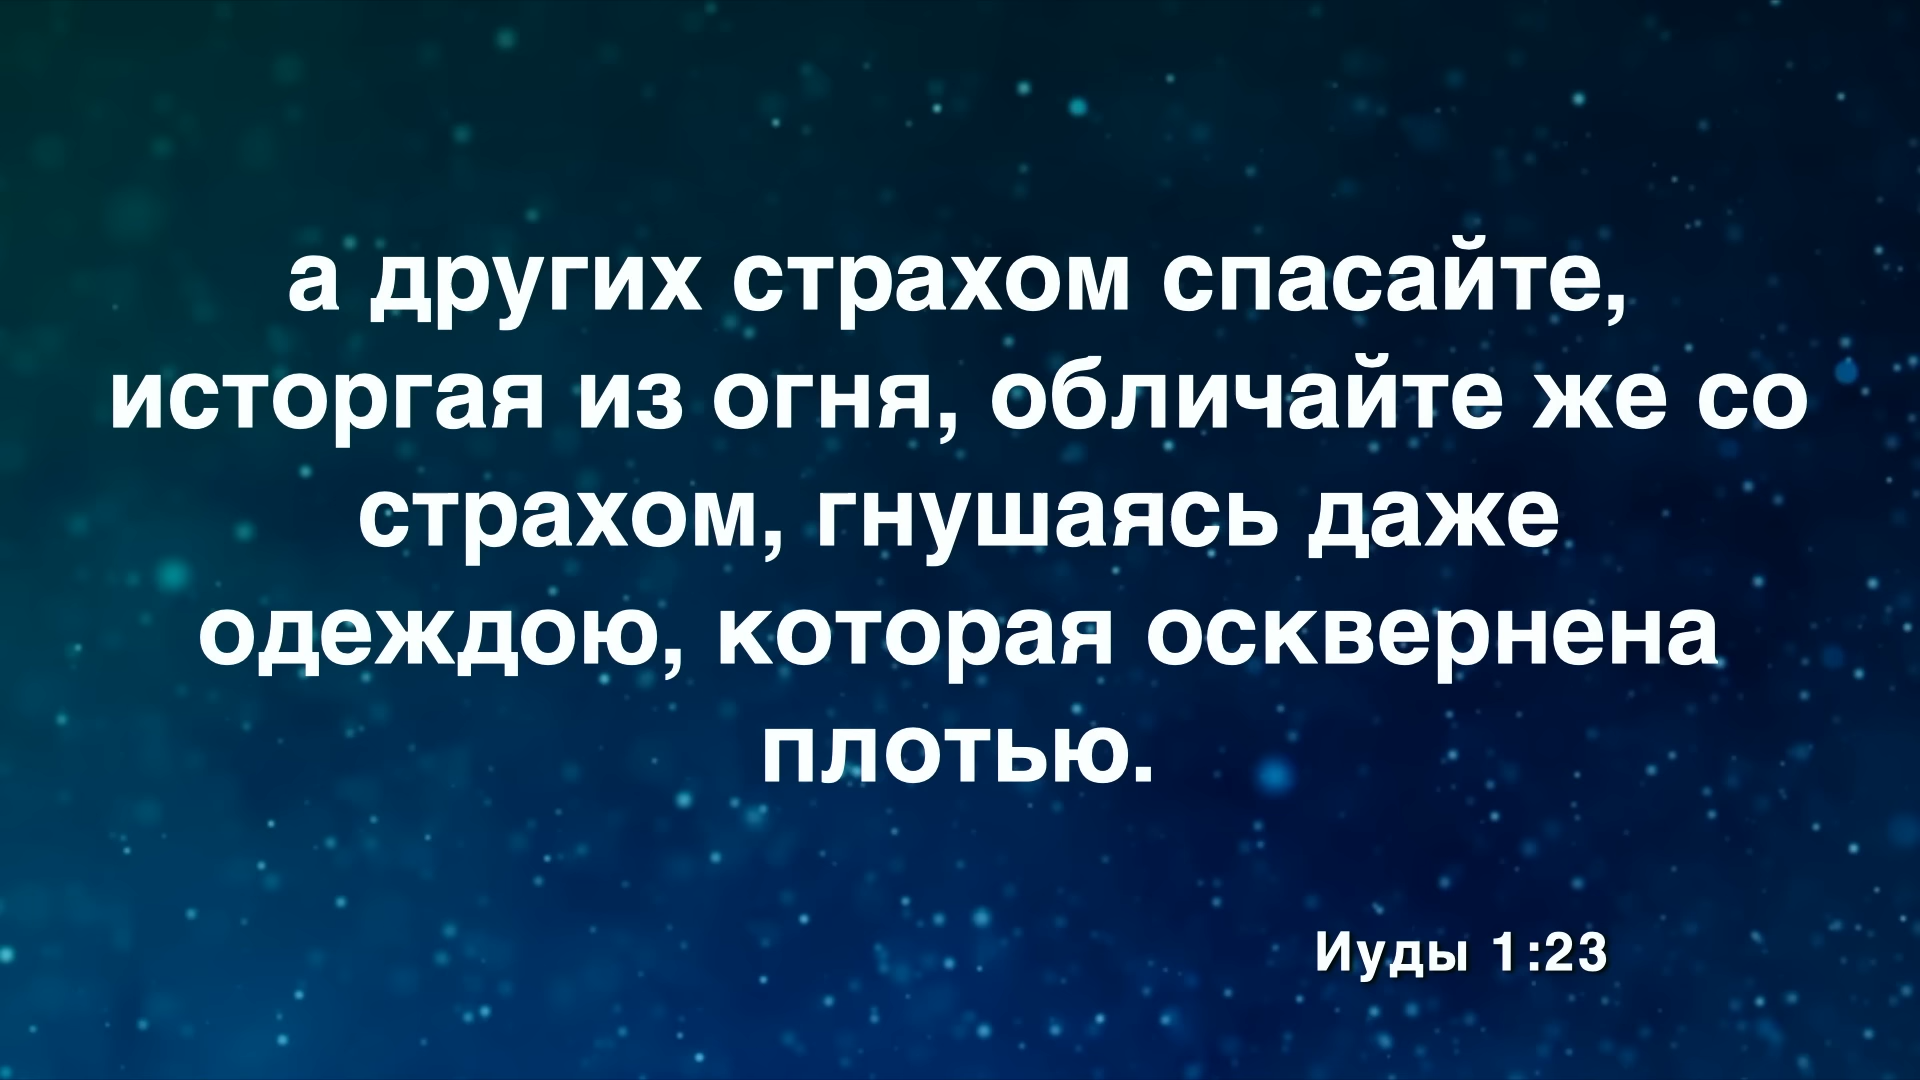 а других страхом спасайте,
исторгая из огня, обличайте же со
страхом, гнушаясь даже
одеждою, которая осквернена
плотью.
Иуды 1:23